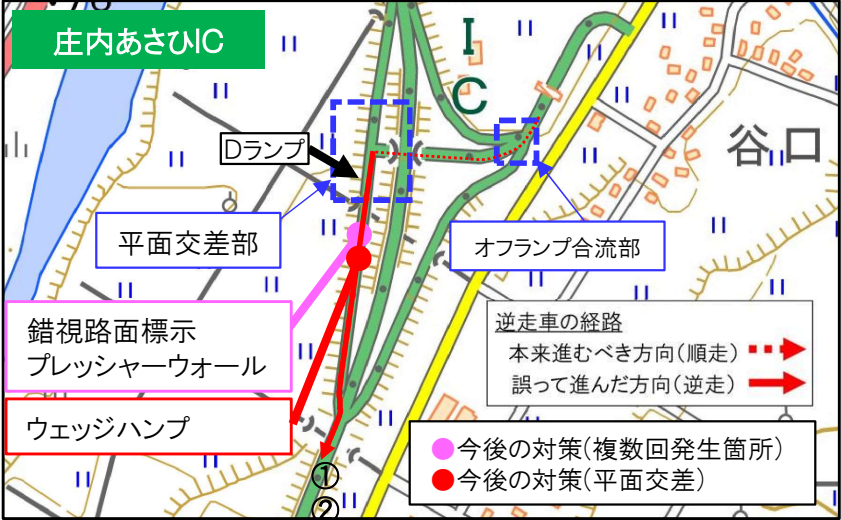 庄内あさひIC
I
C
谷口
Dランプ
平面交差部
オフランプ合流部
錯視路面標示
プレッシャーウォール
ウェッジハンプ
逆走車の経路
本来進むべき方向(順走)
誤って進んだ方向(逆走)
①
②
●今後の対策(複数回発生箇所)
●今後の対策(平面交差)